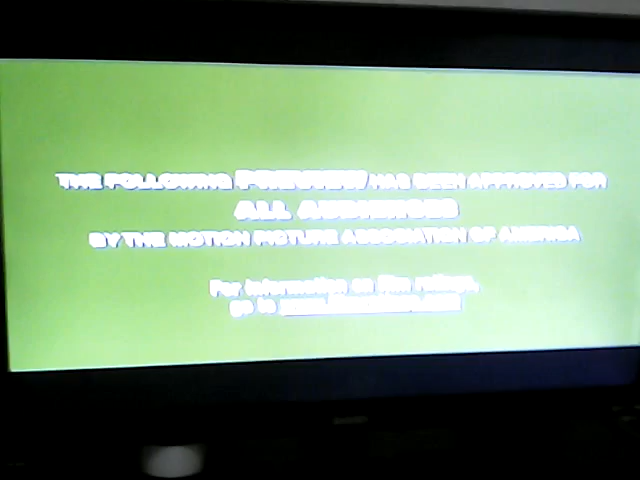 THE FOLLOWING PREVIEW HAS BEEN APPROVED FOR
ALL AUDIENCES
BY THE MOTION PICTURE ASSOCIATION OF AMERICA
For information on film ratings,
go to